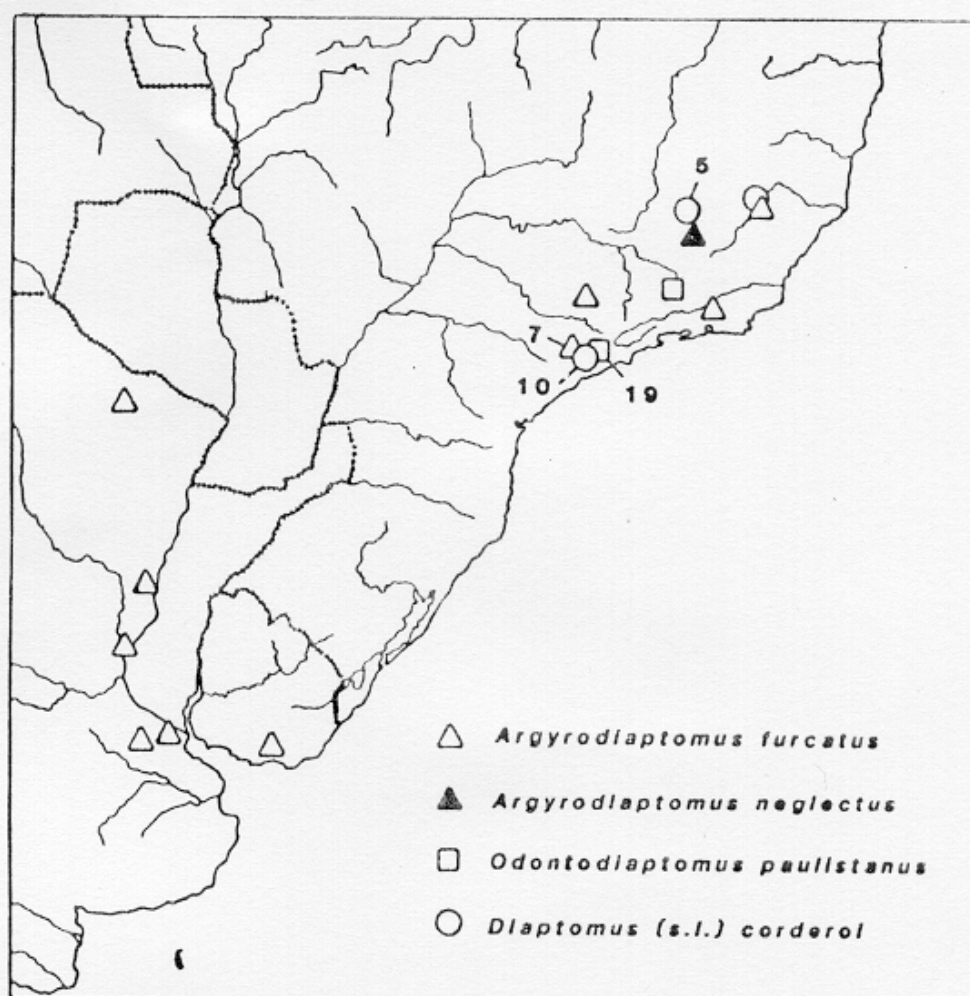 5
7
10
19
Argyrodiaptomus furcatus
Argyrodiaptomus neglectus
Odontodiaptomus paulistanus
Diaptomus (s.l.) corderoi